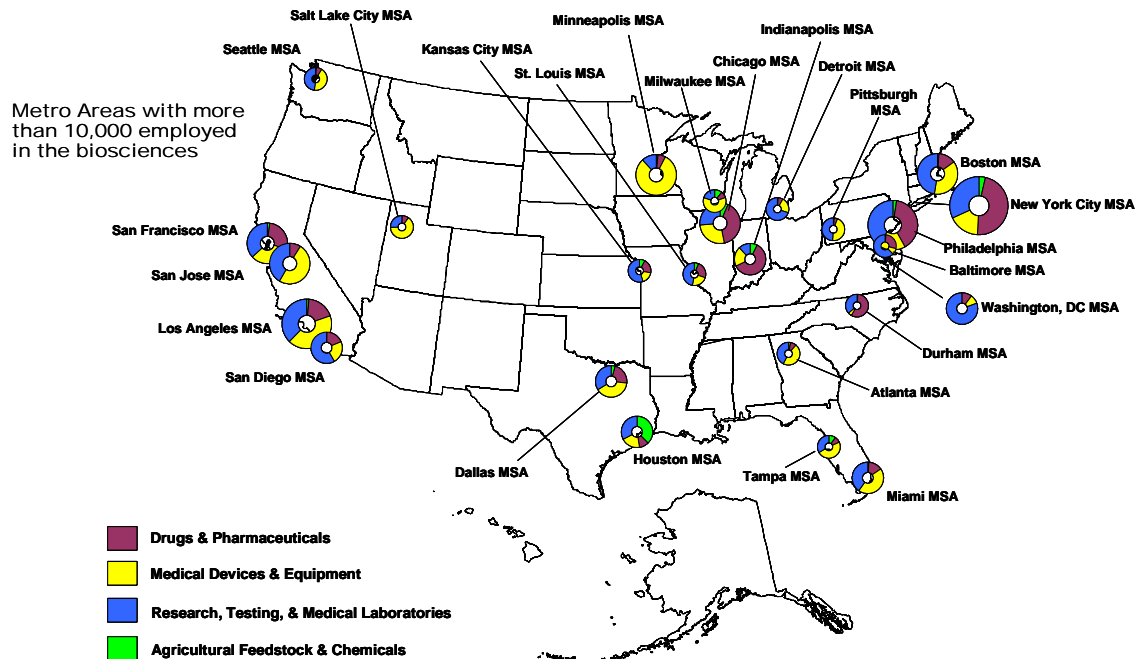 Salt Lake City MSA
Minneapolis MSA
Indianapolis MSA
Seattle MSA
Kansas City MSA
Chicago MSA
St. Louis MSA
Milwaukee MSA
Detroit MSA
Pittsburgh
MSA
Metro Areas with more
than 10,000 employed
in the biosciences
Boston MSA
New York City MSA
San Francisco MSA
Philadelphia MSA
San Jose MSA
Baltimore MSA
Washington, DC MSA
Los Angeles MSA
Durham MSA
San Diego MSA
Atlanta MSA
Houston MSA
Dallas MSA
Tampa MSA
Miami MSA
Drugs & Pharmaceuticals
Medical Devices & Equipment
Research, Testing, & Medical Laboratories
Agricultural Feedstock & Chemicals